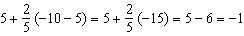 5 + 2/5 (−10 − 5) = 5 + 2/5 (−15) = 5 − 6 = −1